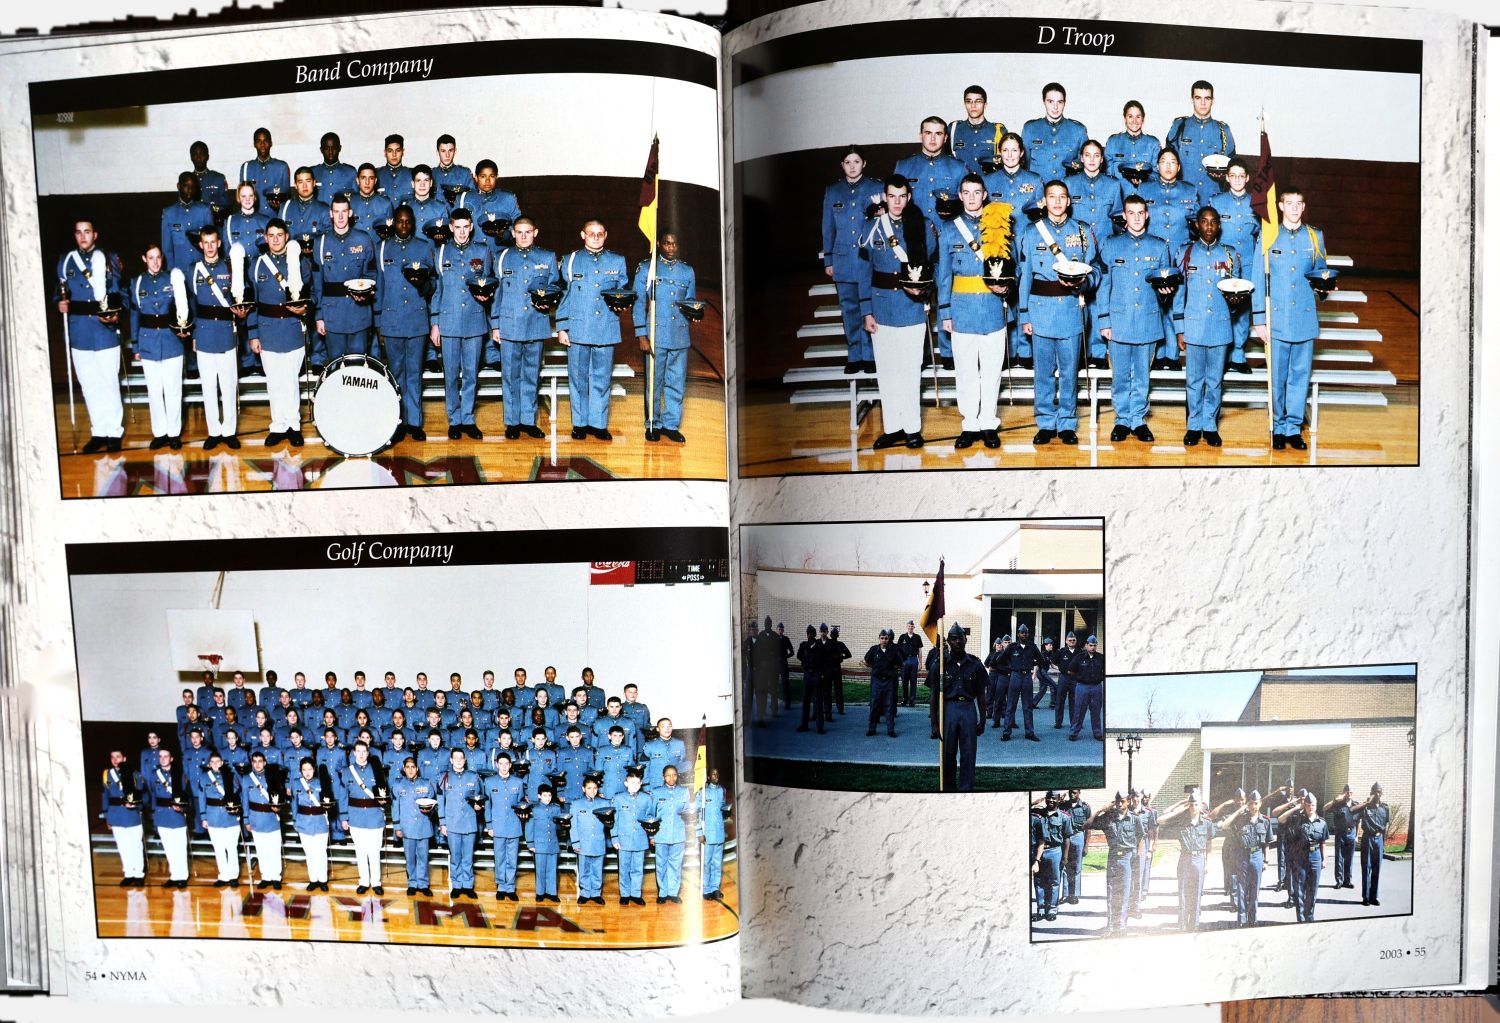 Band Company
YAMAHA
N.Y.M.A.
Golf Company
Coca-Cola
TIME
POSS
N.Y.M.A.
54 • NYMA
D Troop
2003 • 55